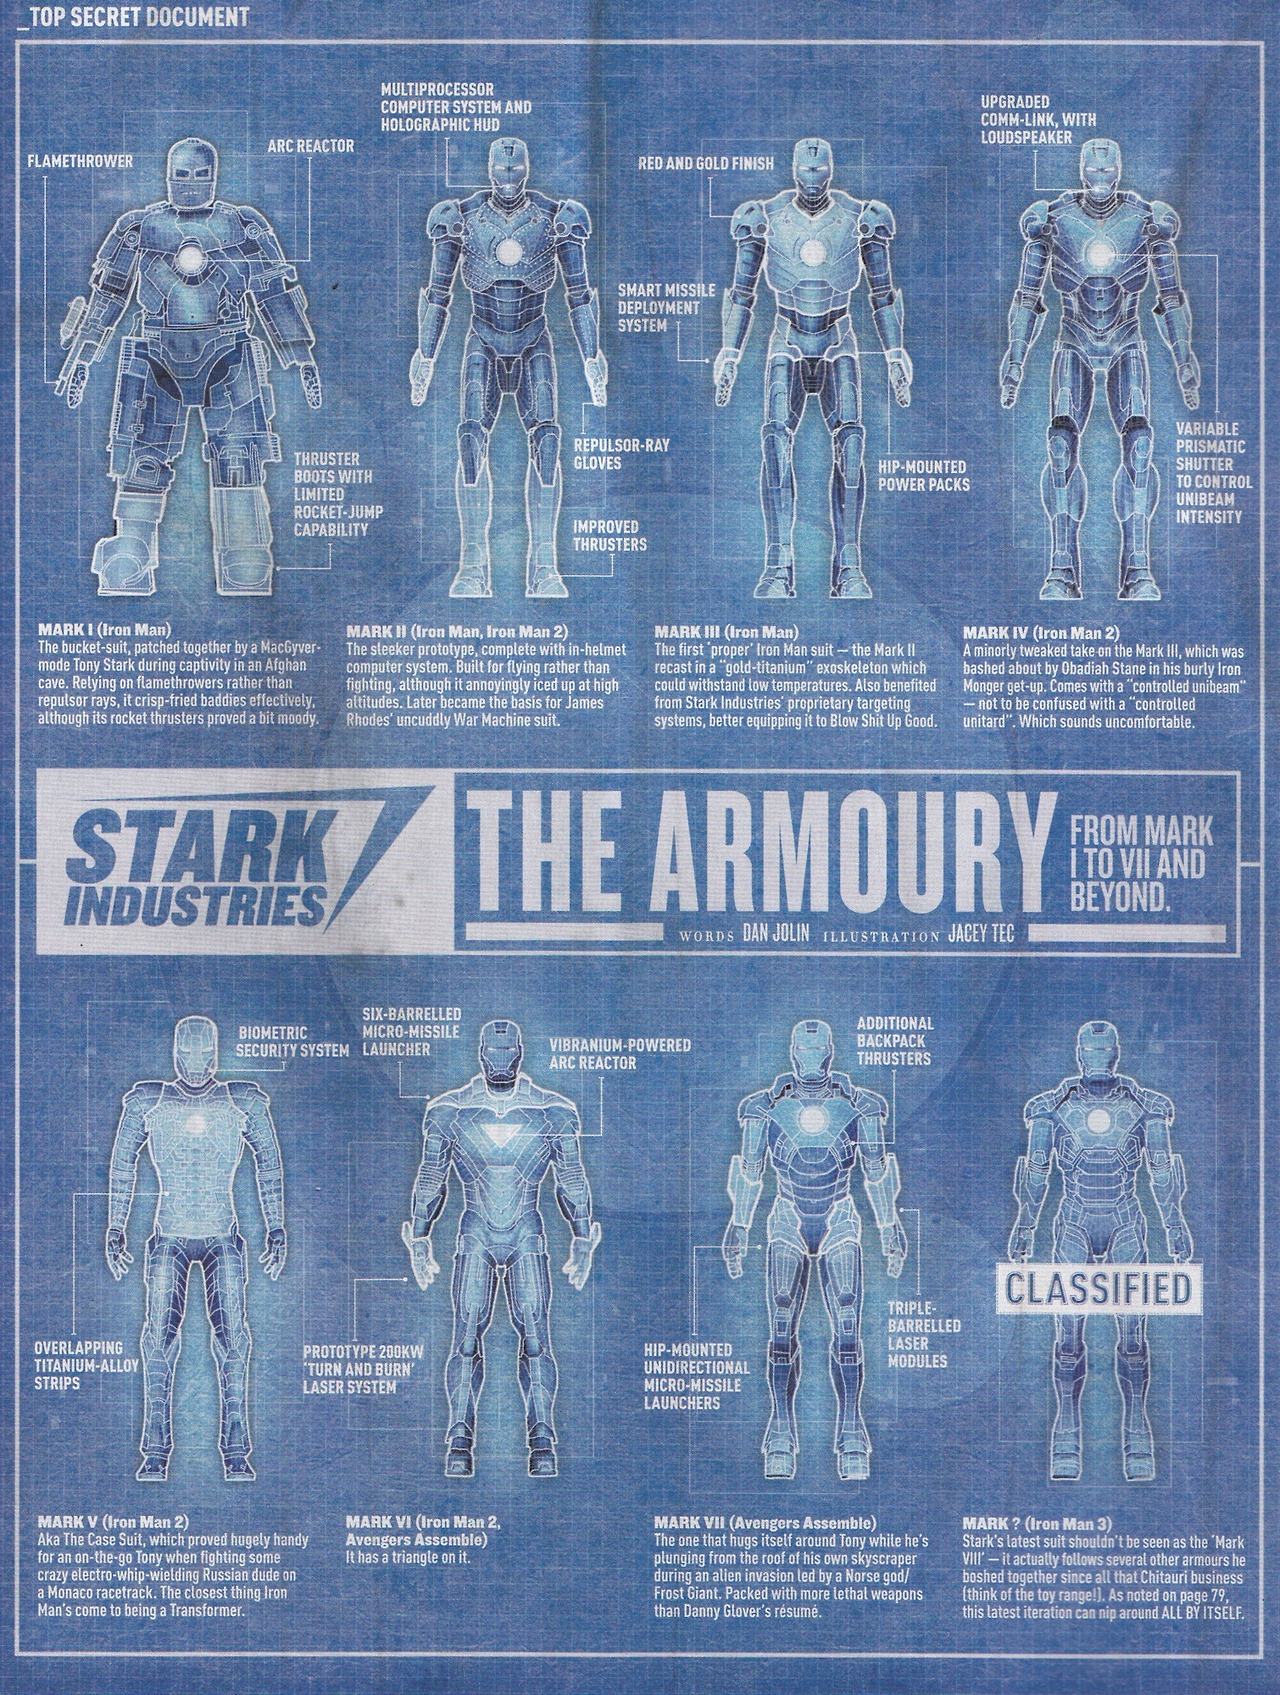 _TOP SECRET DOCUMENT
FLAMETHROWER
ARC REACTOR
THRUSTER
BOOTS WITH
LIMITED
ROCKET-JUMP
CAPABILITY
MULTIPROCESSOR
COMPUTER SYSTEM AND
HOLOGRAPHIC HUD
REPULSOR-RAY
GLOVES
IMPROVED
THRUSTERS
RED AND GOLD FINISH
SMART MISSILE
DEPLOYMENT
SYSTEM
HIP-MOUNTED
POWER PACKS
UPGRADED
COMM-LINK, WITH
LOUDSPEAKER
VARIABLE
PRISMATIC
SHUTTER
TO CONTROL
UNIBEAM
INTENSITY
MARK I (Iron Man)
The bucket-suit, patched together by a MacGyver-
mode Tony Stark during captivity in an Afghan
cave. Relying on flamethrowers rather than
repulsor rays, it crisp-fried baddies effectively,
although its rocket thrusters proved a bit moody.
MARK II (Iron Man, Iron Man 2)
The sleeker prototype, complete with in-helmet
computer system. Built for flying rather than
fighting, although it annoyingly iced up at high
altitudes. Later became the basis for James
Rhodes' uncuddly War Machine suit.
MARK III (Iron Man)
The first 'proper' Iron Man suit — the Mark II
recast in a "gold-titanium" exoskeleton which
could withstand low temperatures. Also benefited
from Stark Industries' proprietary targeting
systems, better equipping it to Blow Shit Up Good.
MARK IV (Iron Man 2)
A minorly tweaked take on the Mark III, which was
bashed about by Obadiah Stane in his burly Iron
Monger get-up. Comes with a "controlled unibeam"
— not to be confused with a "controlled
unitard". Which sounds uncomfortable.
STARK
INDUSTRIES
THE ARMOURY
FROM MARK
I TO VII AND
BEYOND.
WORDS DAN JOLIN ILLUSTRATION JACEY TEC
BIOMETRIC
SECURITY SYSTEM
OVERLAPPING
TITANIUM-ALLOY
STRIPS
SIX-BARRELLED
MICRO-MISSILE
LAUNCHER
VIBRANIUM-POWERED
ARC REACTOR
PROTOTYPE 200KW
'TURN AND BURN'
LASER SYSTEM
ADDITIONAL
BACKPACK
THRUSTERS
HIP-MOUNTED
UNIDIRECTIONAL
MICRO-MISSILE
LAUNCHERS
TRIPLE-
BARRELLED
LASER
MODULES
CLASSIFIED
MARK V (Iron Man 2)
Aka The Case Suit, which proved hugely handy
for an on-the-go Tony when fighting some
crazy electro-whip-wielding Russian dude on
a Monaco racetrack. The closest thing Iron
Man's come to being a Transformer.
MARK VI (Iron Man 2,
Avengers Assemble)
It has a triangle on it.
MARK VII (Avengers Assemble)
The one that hugs itself around Tony while he's
plunging from the roof of his own skyscraper
during an alien invasion led by a Norse god/
Frost Giant. Packed with more lethal weapons
than Danny Glover's résumé.
MARK ? (Iron Man 3)
Stark's latest suit shouldn't be seen as the 'Mark
VIII' — it actually follows several other armours he
boshed together since all that Chitauri business
(think of the toy range!). As noted on page 79,
this latest iteration can nip around ALL BY ITSELF.